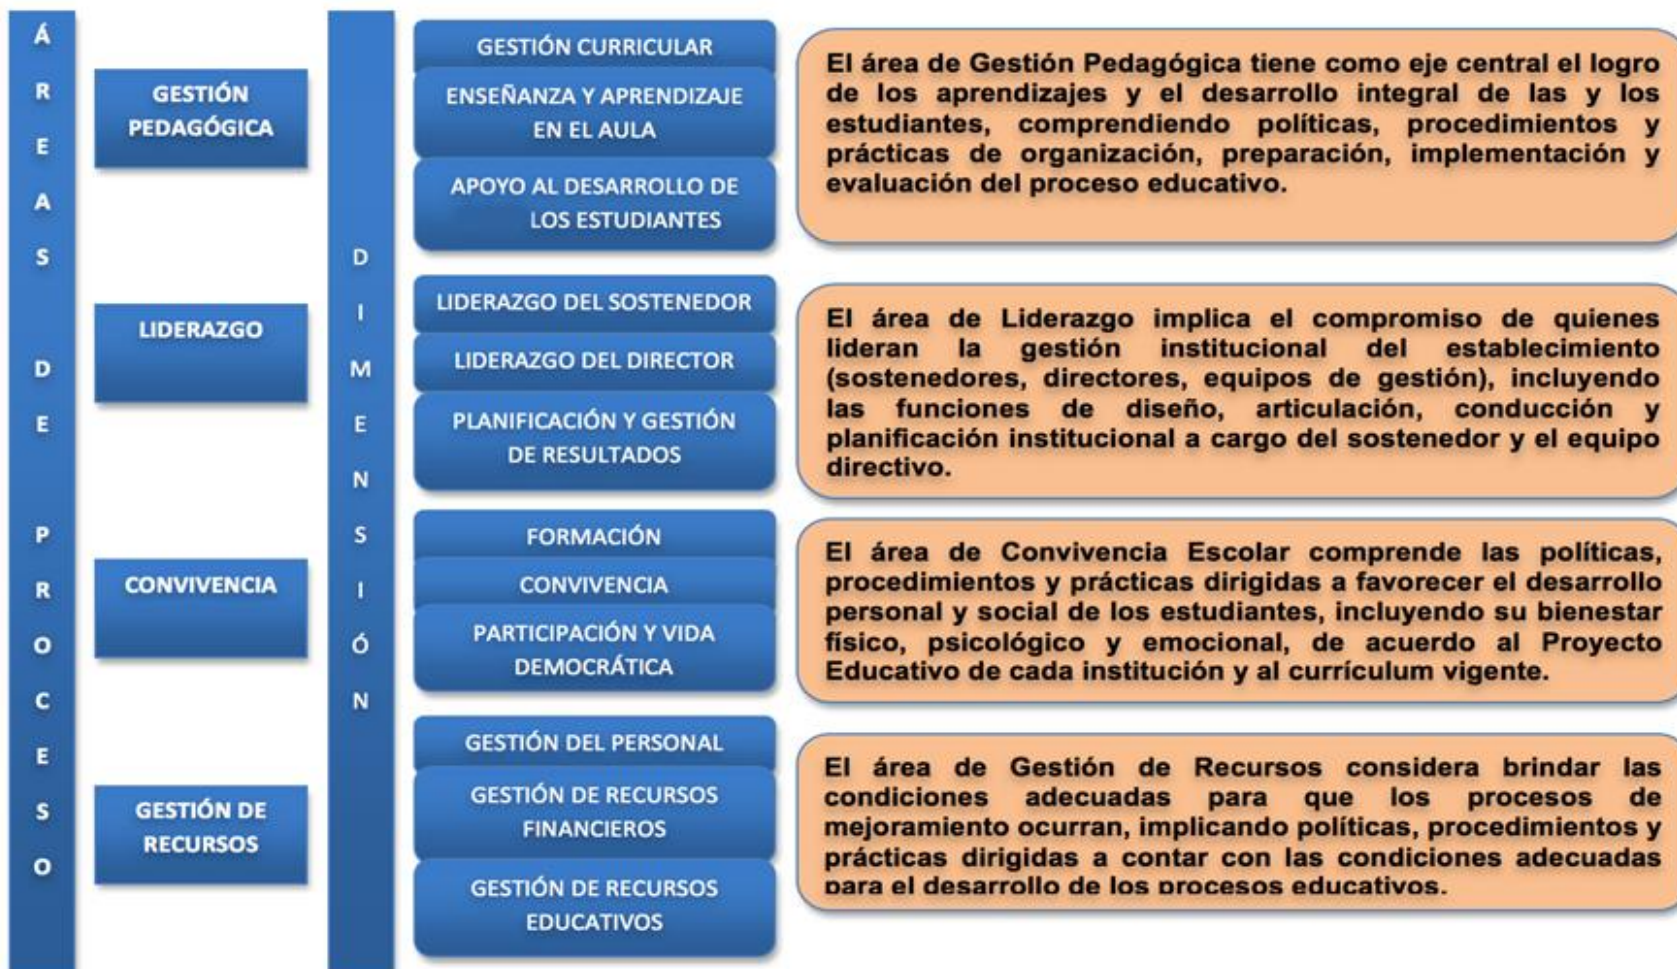 ÁREAS DE PROCESO
GESTIÓN
PEDAGÓGICA
LIDERAZGO
CONVIVENCIA
GESTIÓN DE
RECURSOS
DIMENSIÓN
GESTIÓN CURRICULAR
ENSEÑANZA Y APRENDIZAJE
EN EL AULA
APOYO AL DESARROLLO DE
LOS ESTUDIANTES
LIDERAZGO DEL SOSTENEDOR
LIDERAZGO DEL DIRECTOR
PLANIFICACIÓN Y GESTIÓN
DE RESULTADOS
FORMACIÓN
CONVIVENCIA
PARTICIPACIÓN Y VIDA
DEMOCRÁTICA
GESTIÓN DEL PERSONAL
GESTIÓN DE RECURSOS
FINANCIEROS
GESTIÓN DE RECURSOS
EDUCATIVOS
El área de Gestión Pedagógica tiene como eje central el logro
de los aprendizajes y el desarrollo integral de las y los
estudiantes, comprendiendo políticas, procedimientos y
prácticas de organización, preparación, implementación y
evaluación del proceso educativo.
El área de Liderazgo implica el compromiso de quienes
lideran la gestión institucional del establecimiento
(sostenedores, directores, equipos de gestión), incluyendo
las funciones de diseño, articulación, conducción y
planificación institucional a cargo del sostenedor y el equipo
directivo.
El área de Convivencia Escolar comprende las políticas,
procedimientos y prácticas dirigidas a favorecer el desarrollo
personal y social de los estudiantes, incluyendo su bienestar
físico, psicológico y emocional, de acuerdo al Proyecto
Educativo de cada institución y al currículum vigente.
El área de Gestión de Recursos considera brindar las
condiciones adecuadas para que los procesos de
mejoramiento ocurran, implicando políticas, procedimientos y
prácticas dirigidas a contar con las condiciones adecuadas
para el desarrollo de los procesos educativos.